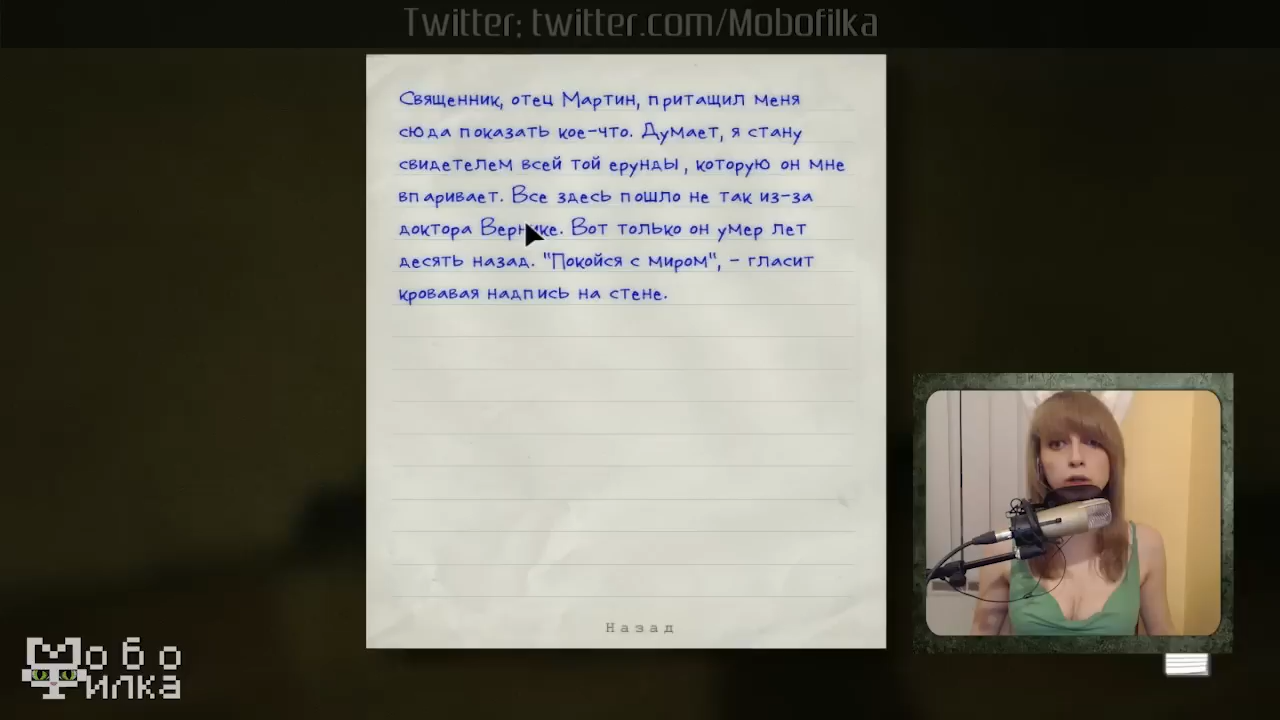 Twitter: twitter.com/Mobofilka
Священник, отец Мартин, притащил меня
сюда показать кое-что. Думает, я стану
свидетелем всей той ерунды, которую он мне
впаривает. Все здесь пошло не так из-за
доктора Вернике. Вот только он умер лет
десять назад. "Покойся с миром", - гласит
кровавая надпись на стене.
Назад
Мобо
Филка